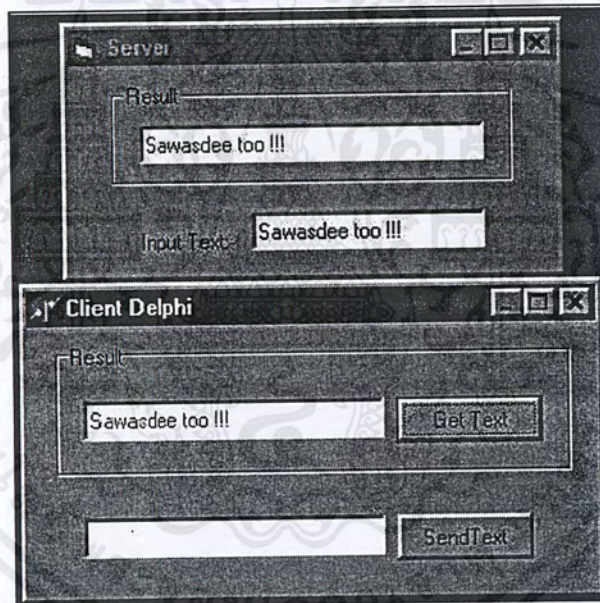 Server
Result
Sawasdee too !!!
Input Text: Sawasdee too !!!
Client Delphi
Result
Sawasdee too !!! Get Text
SendText